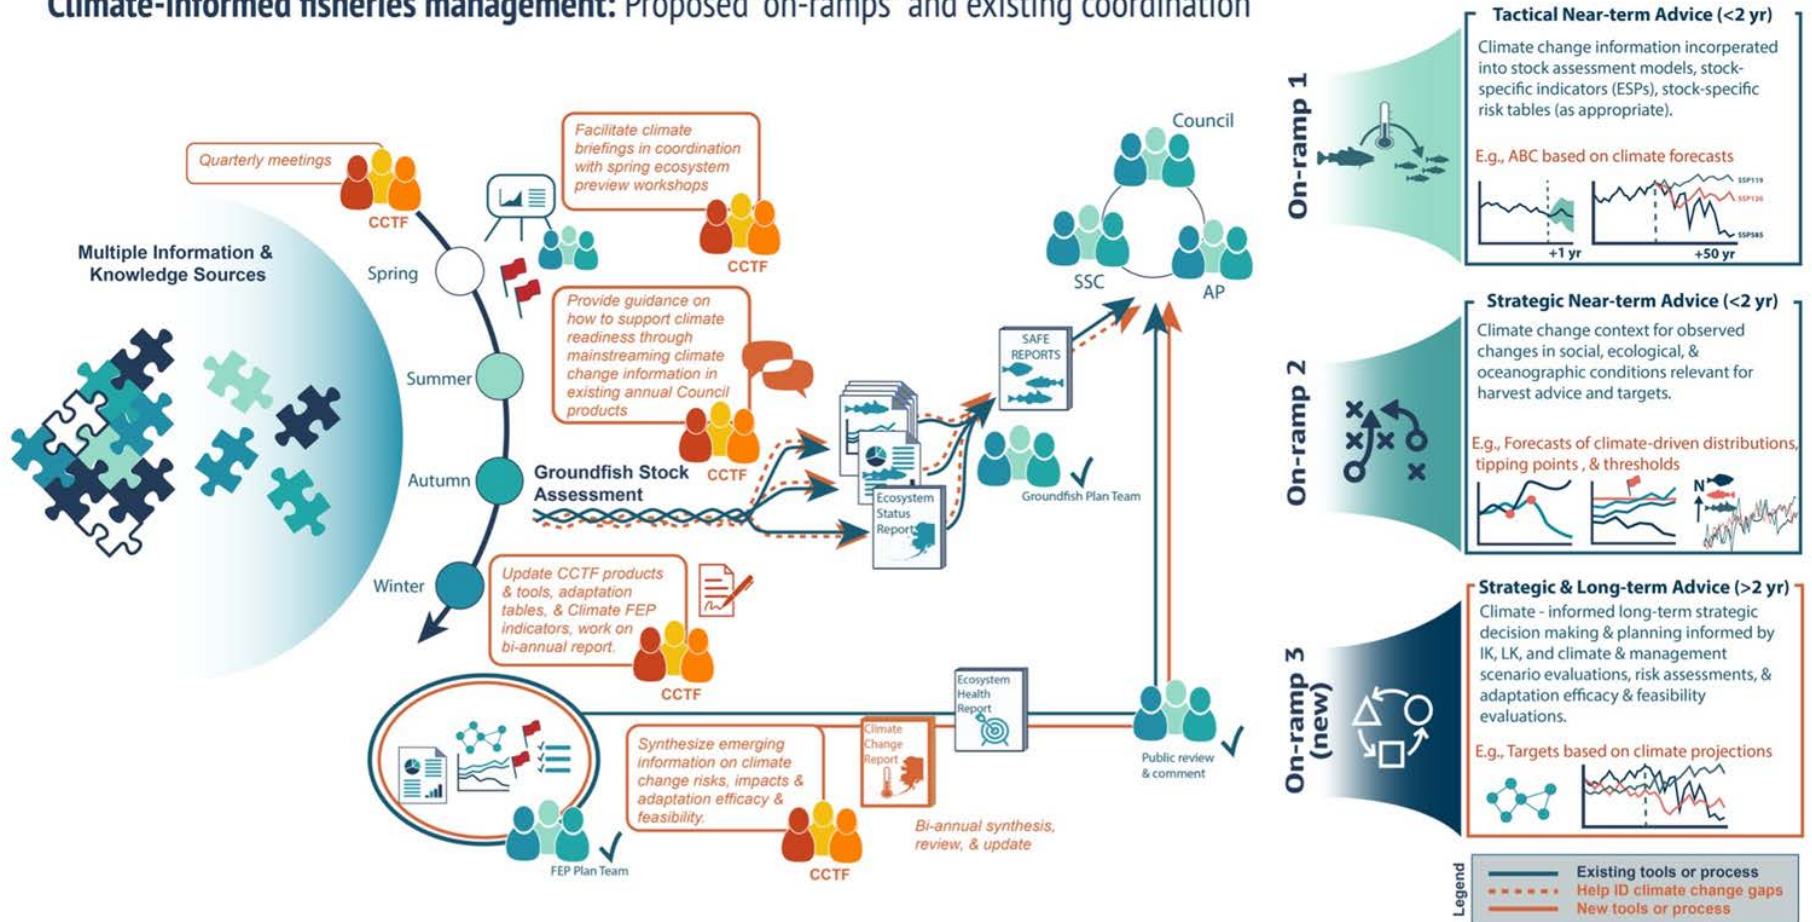 Climate-informed fisheries management: Proposed 'on-ramps' and existing coordination
Quarterly meetings
CCTF
Multiple Information &
Knowledge Sources
Spring
Summer
Autumn
Winter
Facilitate climate
briefings in coordination
with spring ecosystem
preview workshops
CCTF
Provide guidance on
how to support climate
readiness through
mainstreaming climate
change information in
existing annual Council
products
CCTF
Groundfish Stock
Assessment
Ecosystem
Status
Report
SAFE
REPORTS
Groundfish Plan Team
Council
SSC
AP
Update CCTF products
& tools, adaptation
tables, & Climate FEP
indicators, work on
bi-annual report.
CCTF
FEP Plan Team
Synthesize emerging
information on climate
change risks, impacts &
adaptation efficacy &
feasibility.
CCTF
Climate
Change
Report
Bi-annual synthesis,
review, & update
Ecosystem
Health
Report
Public review
& comment
On-ramp 1
Tactical Near-term Advice (<2 yr)
Climate change information incorperated
into stock assessment models, stock-
specific indicators (ESPs), stock-specific
risk tables (as appropriate).
E.g., ABC based on climate forecasts
+1 yr
SSP119
SSP126
SSP585
+50 yr
On-ramp 2
Strategic Near-term Advice (<2 yr)
Climate change context for observed
changes in social, ecological, &
oceanographic conditions relevant for
harvest advice and targets.
E.g., Forecasts of climate-driven distributions,
tipping points , & thresholds
N
On-ramp 3
(new)
Strategic & Long-term Advice (>2 yr)
Climate - informed long-term strategic
decision making & planning informed by
IK, LK, and climate & management
scenario evaluations, risk assessments, &
adaptation efficacy & feasibility
evaluations.
E.g., Targets based on climate projections
Legend
Existing tools or process
Help ID climate change gaps
New tools or process